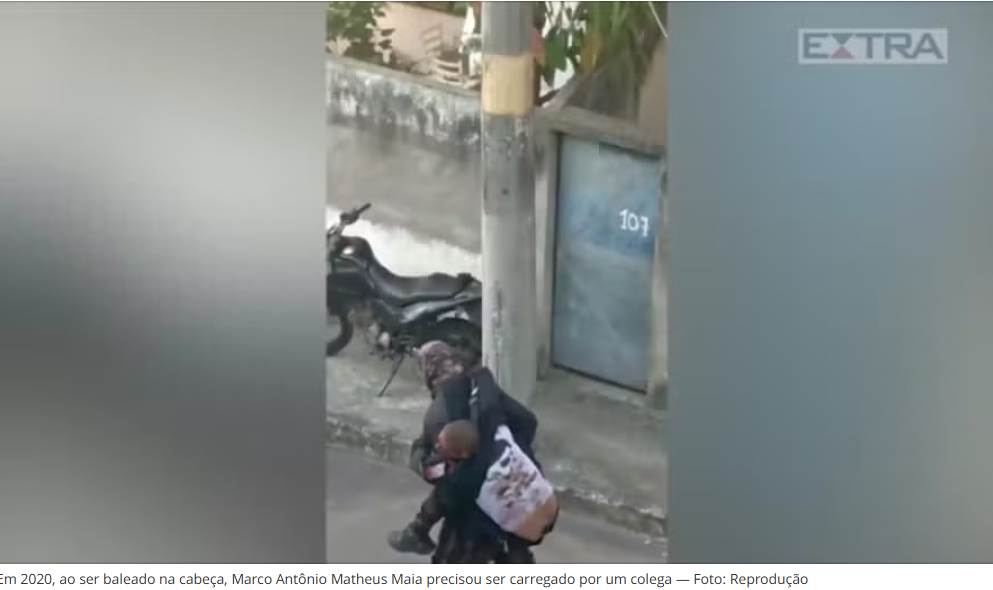 EXTRA
107
Em 2020, ao ser baleado na cabeça, Marco Antônio Matheus Maia precisou ser carregado por um colega — Foto: Reprodução